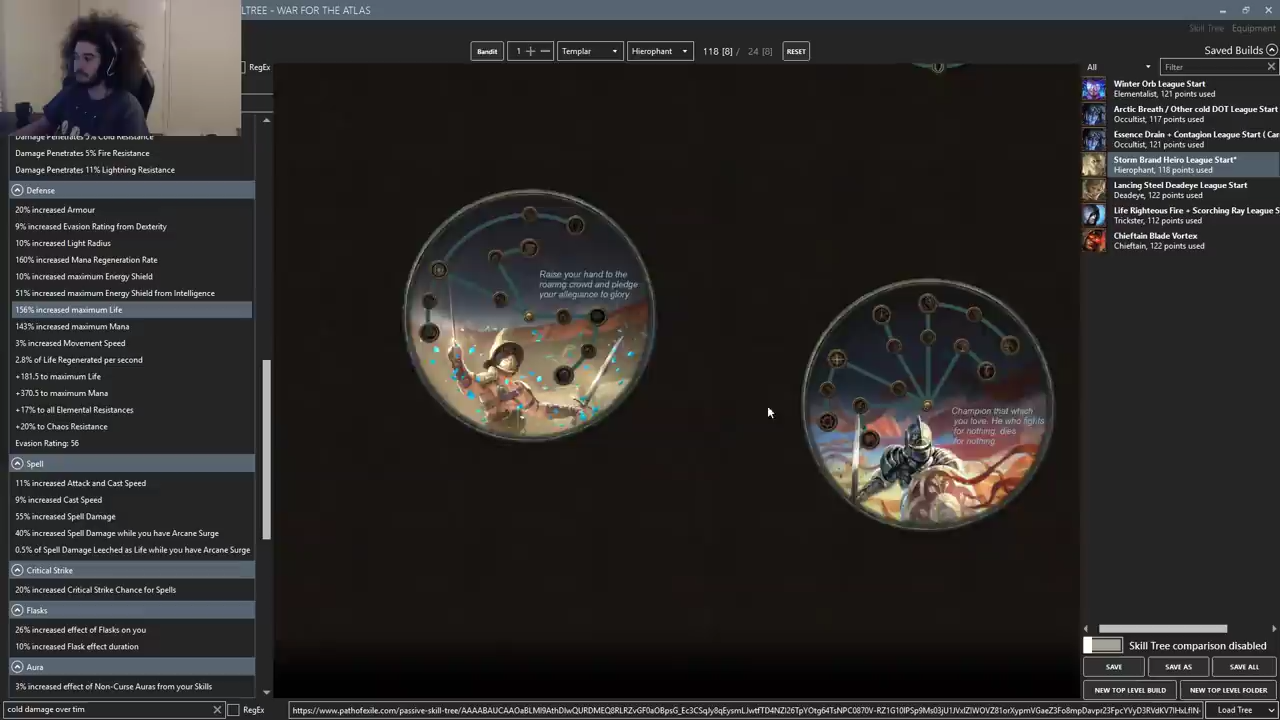 LTREE - WAR FOR THE ATLAS
Skill Tree Equipment
Bandit 1 Templar Hierophant 118 [8] / 24 [8] RESET
Saved Builds
RegEx
All Filter
Winter Orb League Start
Elementalist, 121 points used
Arctic Breath / Other cold DOT League Start
Occultist, 117 points used
Essence Drain + Contagion League Start ( Car
Occultist, 121 points used
Storm Brand Heiro League Start*
Hierophant, 118 points used
Lancing Steel Deadeye League Start
Deadeye, 122 points used
Life Righteous Fire + Scorching Ray League S
Trickster, 112 points used
Chieftain Blade Vortex
Chieftain, 122 points used
Damage Penetrates 5% Cold Resistance
Damage Penetrates 5% Fire Resistance
Damage Penetrates 11% Lightning Resistance
Defense
20% increased Armour
9% increased Evasion Rating from Dexterity
10% increased Light Radius
160% increased Mana Regeneration Rate
10% increased maximum Energy Shield
51% increased maximum Energy Shield from Intelligence
156% increased maximum Life
143% increased maximum Mana
3% increased Movement Speed
2.8% of Life Regenerated per second
+181.5 to maximum Life
+370.5 to maximum Mana
+17% to all Elemental Resistances
+20% to Chaos Resistance
Evasion Rating: 56
Spell
11% increased Attack and Cast Speed
9% increased Cast Speed
55% increased Spell Damage
40% increased Spell Damage while you have Arcane Surge
0.5% of Spell Damage Leeched as Life while you have Arcane Surge
Critical Strike
20% increased Critical Strike Chance for Spells
Flasks
26% increased effect of Flasks on you
10% increased Flask effect duration
Aura
3% increased effect of Non-Curse Auras from your Skills
Raise your hand to the
roaring crowd and pledge
your allegiance to glory
Champion that which
you love. He who fights
for nothing, dies
for nothing.
Skill Tree comparison disabled
SAVE SAVE AS SAVE ALL
NEW TOP LEVEL BUILD NEW TOP LEVEL FOLDER
cold damage over tim RegEx
Load Tree